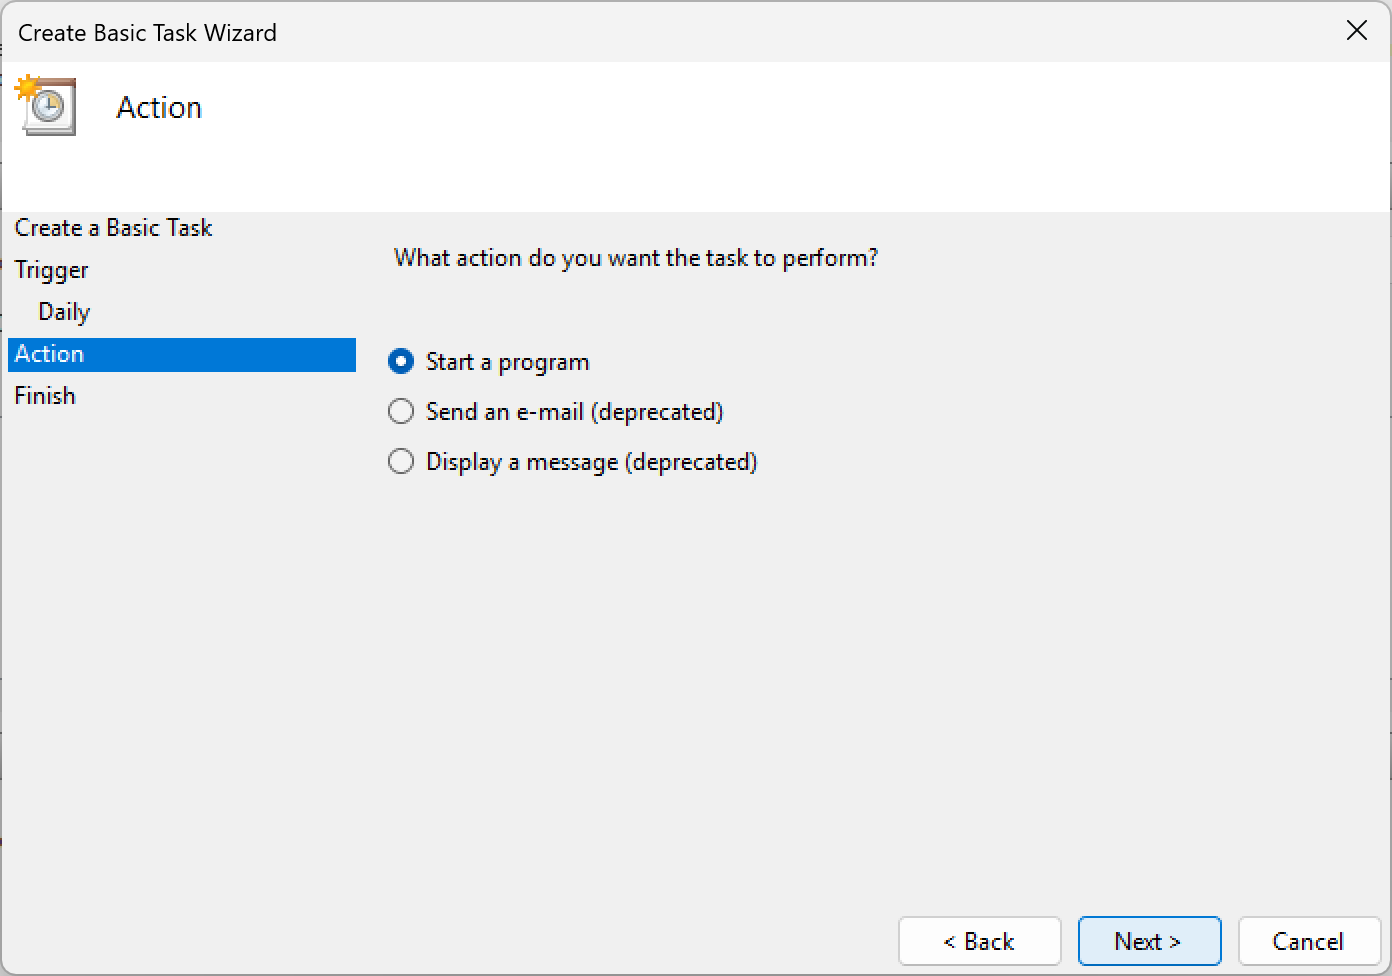 Create Basic Task Wizard
Action
Create a Basic Task
Trigger
Daily
Action
Finish
What action do you want the task to perform?
Start a program
Send an e-mail (deprecated)
Display a message (deprecated)
< Back
Next >
Cancel